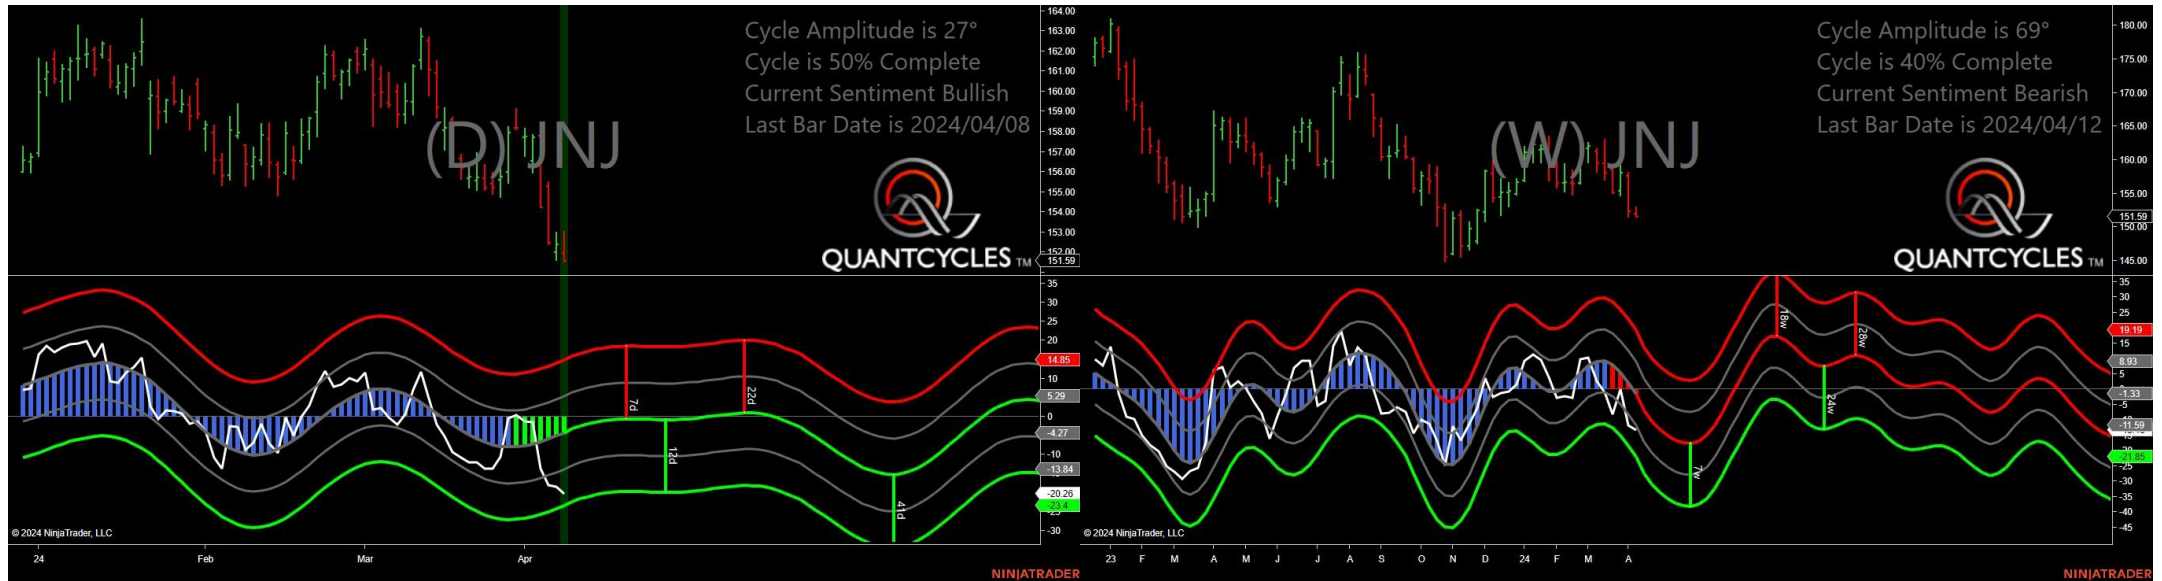 Cycle Amplitude is 27°
Cycle is 50% Complete
Current Sentiment Bullish
Last Bar Date is 2024/04/08
(D) JNJ
QUANTCYCLES TM
164.00
163.00
162.00
161.00
160.00
159.00
158.00
157.00
156.00
155.00
154.00
153.00
152.00
151.59
35
30
25
20
14.85
10
5.29
0
-4.27
-10
-13.84
-20.26
-23.4
-30
7d
12d
22d
41d
© 2024 NinjaTrader, LLC
24 Feb Mar Apr
NINJATRADER
Cycle Amplitude is 69°
Cycle is 40% Complete
Current Sentiment Bearish
Last Bar Date is 2024/04/12
(W) JNJ
QUANTCYCLES TM
180.00
175.00
170.00
165.00
160.00
155.00
151.59
150.00
145.00
35
30
25
19.19
15
8.93
5
-1.33
-5
-11.59
-21.85
-25
-30
-35
-45
7w
18w
24w
28w
© 2024 NinjaTrader, LLC
23 F M A M J J A S O N D 24 F M A
NINJATRADER